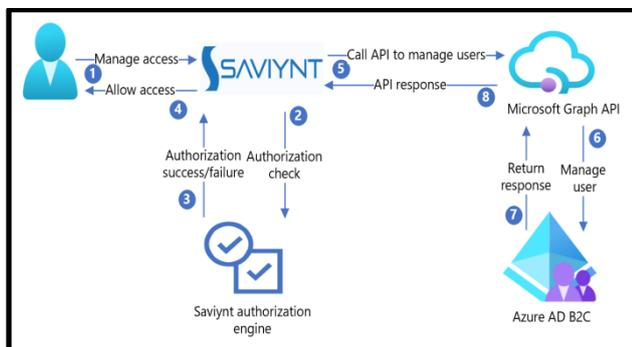 Manage access
1
Allow access
4
SAVIYNT
Call API to manage users
5
API response
8
Microsoft Graph API
2
6
Authorization
success/failure
3
Authorization
check
Return
response
7
Manage
user
Saviynt authorization
engine
Azure AD B2C